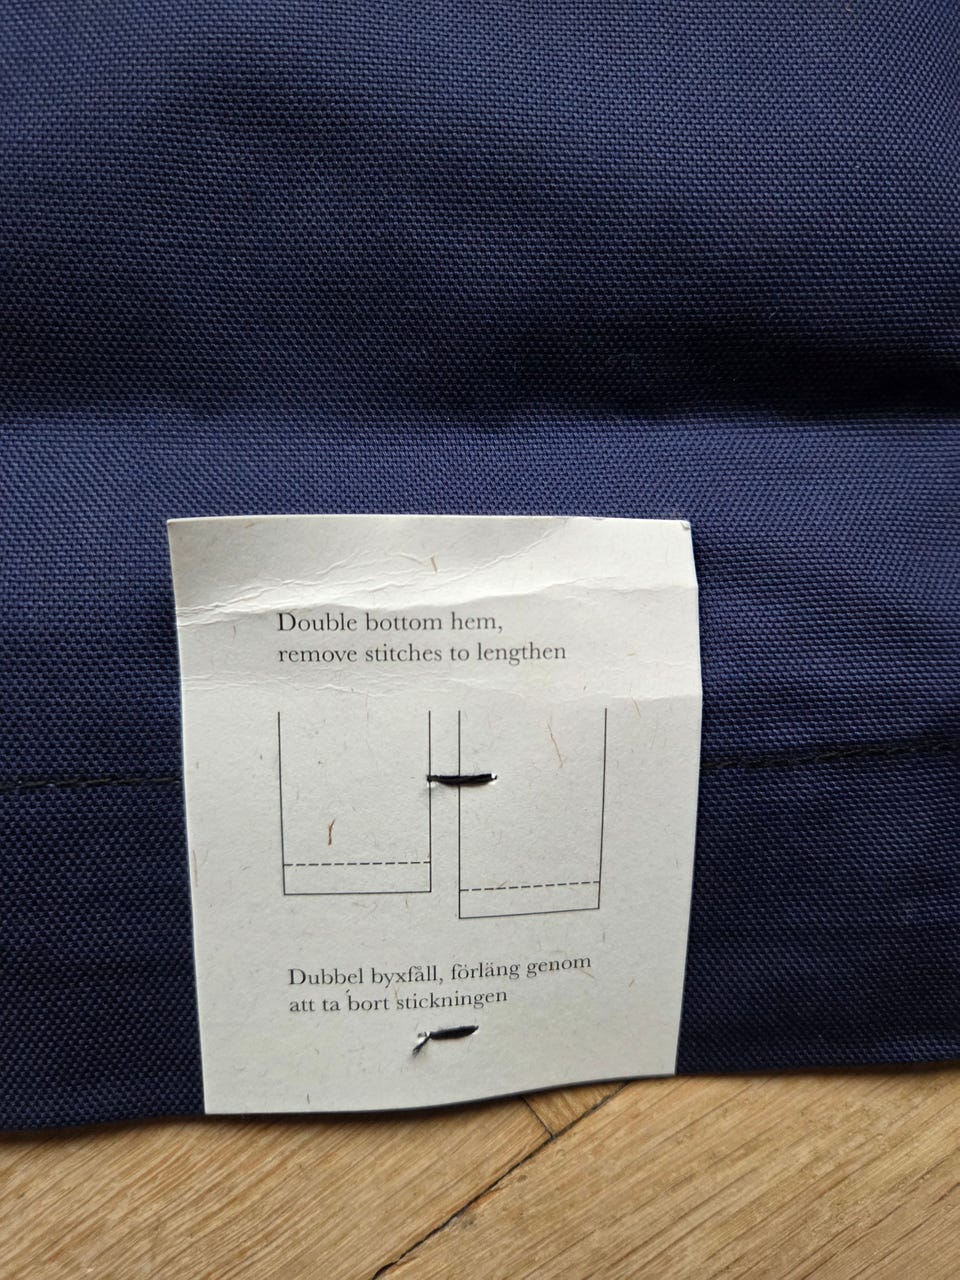 Double bottom hem,
remove stitches to lengthen
Dubbel byxfåll, förläng genom
att ta bort stickningen